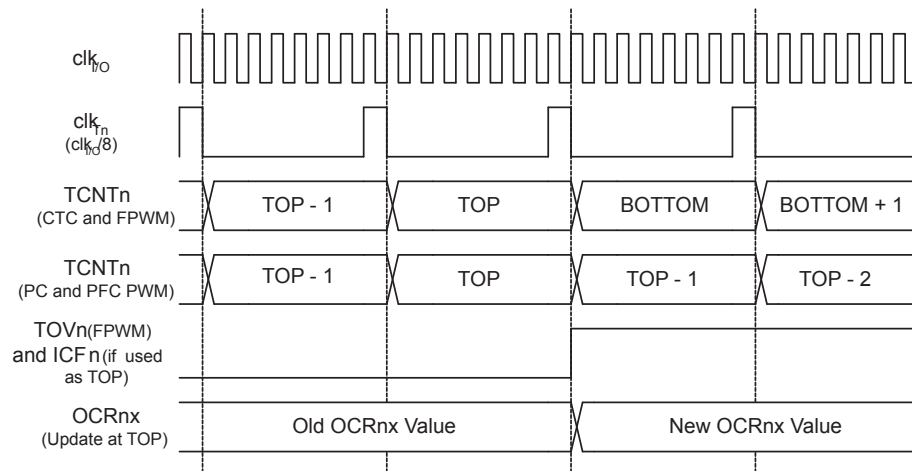 clkI/O
clkTn
(clkI/O/8)
TCNTn
(CTC and FPWM)
TOP - 1
TOP
BOTTOM
BOTTOM + 1
TCNTn
(PC and PFC PWM)
TOP - 1
TOP
TOP - 1
TOP - 2
TOVn(FPWM)
and ICFn(if used
as TOP)
OCRnx
(Update at TOP)
Old OCRnx Value
New OCRnx Value